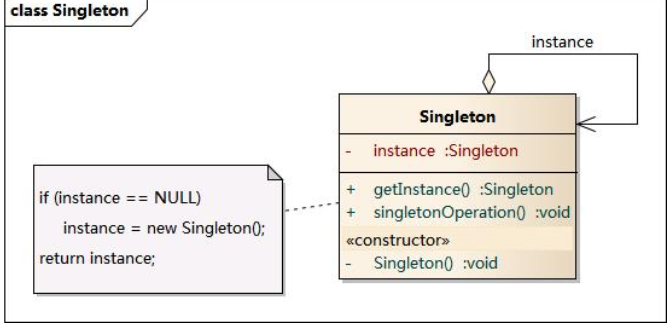 class Singleton
instance
Singleton
- instance :Singleton
+ getInstance() :Singleton
+ singletonOperation() :void
«constructor»
- Singleton() :void
if (instance == NULL)
instance = new Singleton();
return instance;